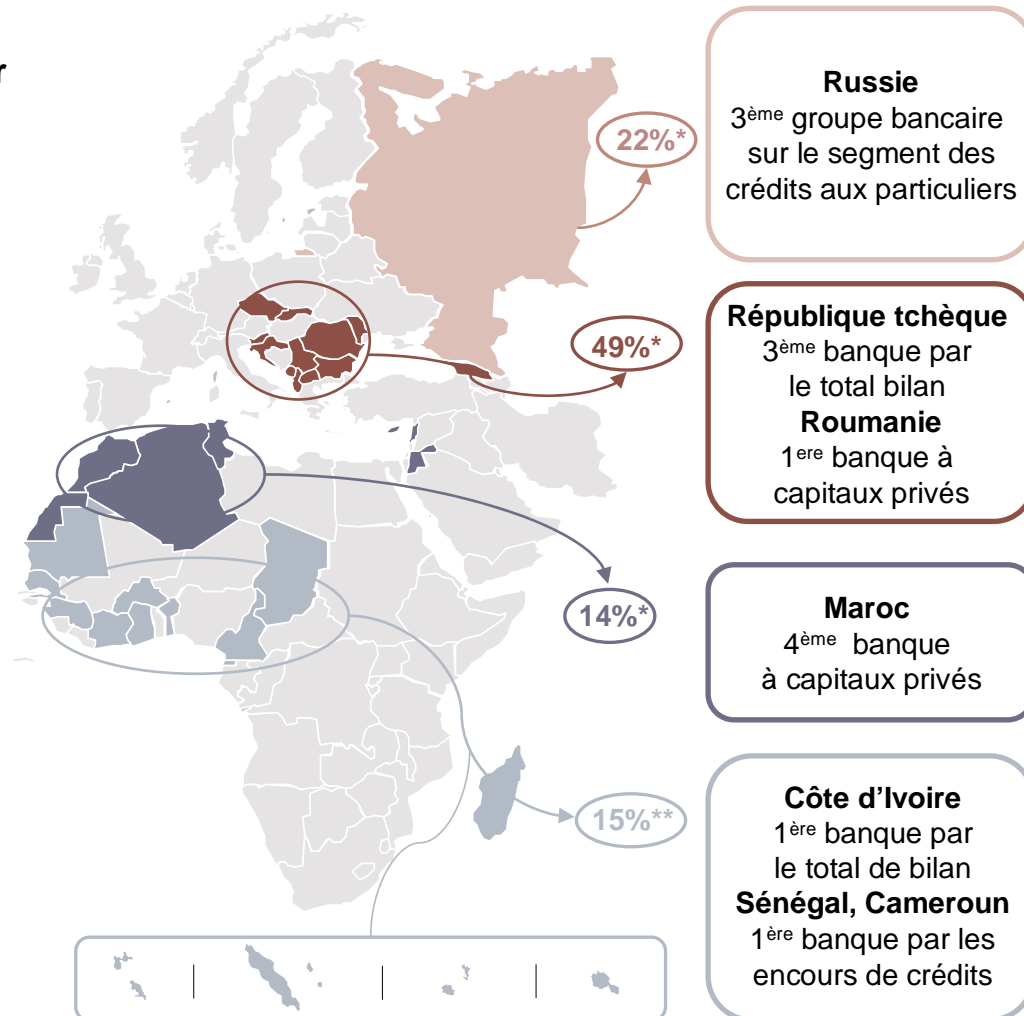 r
22%*
Russie
3ème groupe bancaire
sur le segment des
crédits aux particuliers
49%*
République tchèque
3ème banque par
le total bilan
Roumanie
1ere banque à
capitaux privés
14%*
Maroc
4ème banque
à capitaux privés
15%**
Côte d’Ivoire
1ère banque par
le total de bilan
Sénégal, Cameroun
1ère banque par les
encours de crédits